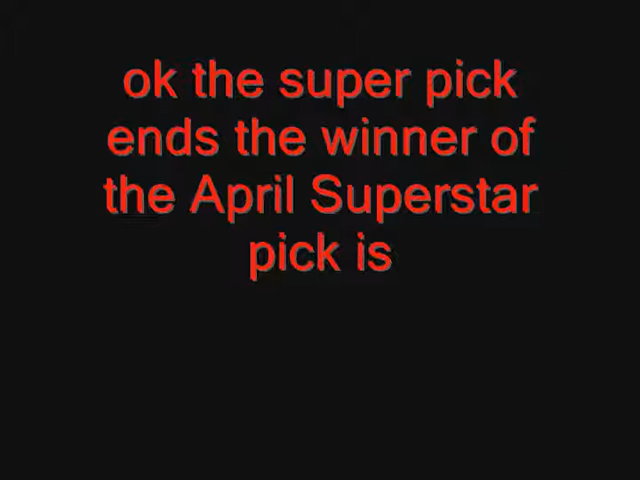 ok the super pick
ends the winner of
the April Superstar
pick is